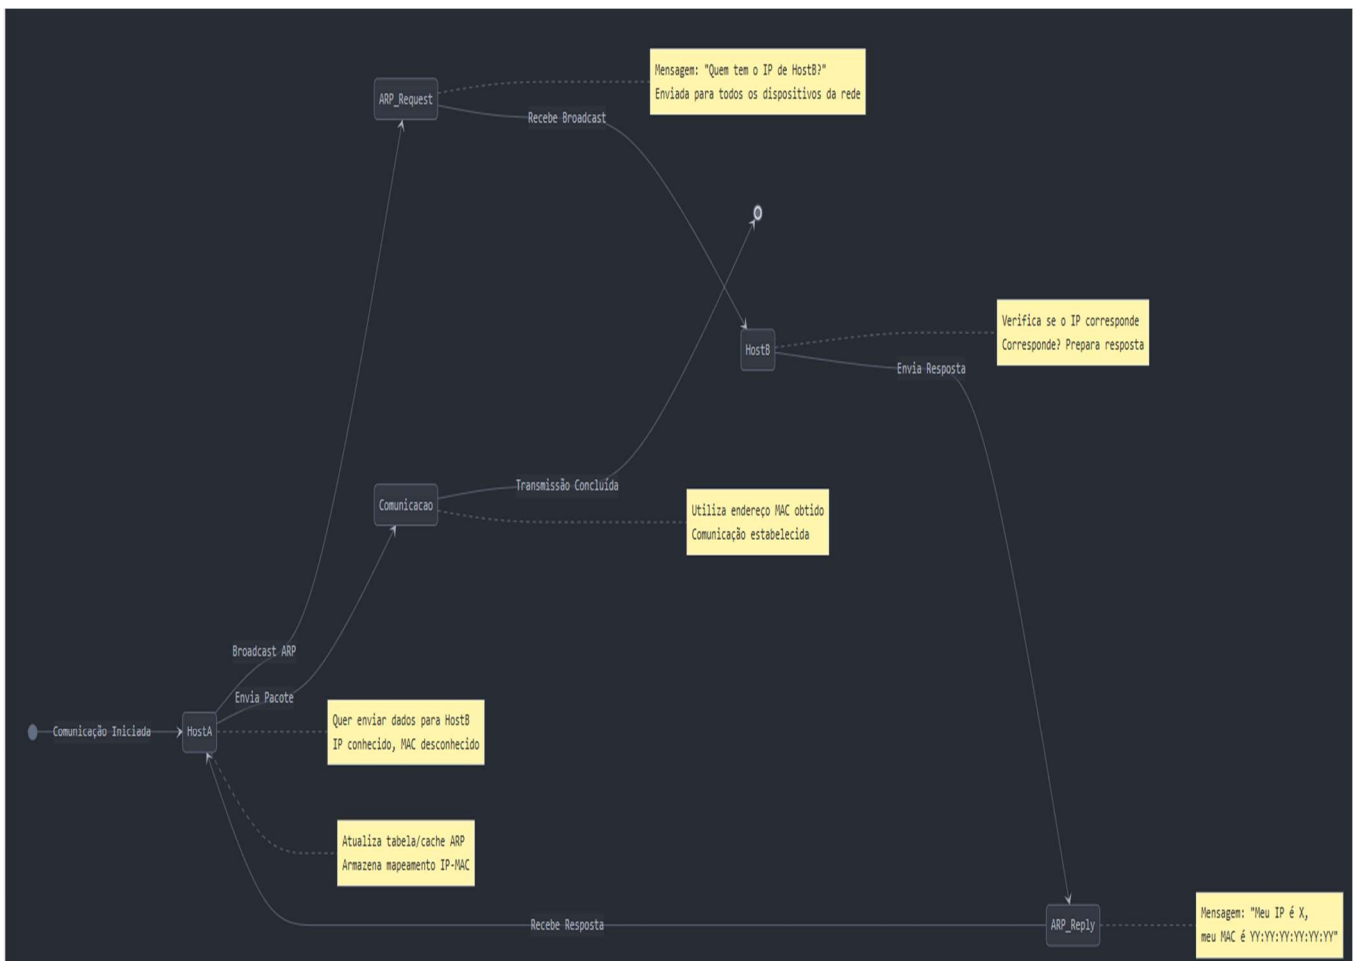 Mensagem: "Quem tem o IP de HostB?"
Enviada para todos os dispositivos da rede
ARP_Request
Recebe Broadcast
Verifica se o IP corresponde
Corresponde? Prepara resposta
HostB
Envia Resposta
Transmissão Concluída
Comunicacao
Utiliza endereço MAC obtido
Comunicação estabelecida
Broadcast ARP
Envia Pacote
Comunicação Iniciada
HostA
Quer enviar dados para HostB
IP conhecido, MAC desconhecido
Atualiza tabela/cache ARP
Armazena mapeamento IP-MAC
Recebe Resposta
ARP_Reply
Mensagem: "Meu IP é X,
meu MAC é YY:YY:YY:YY:YY:YY"